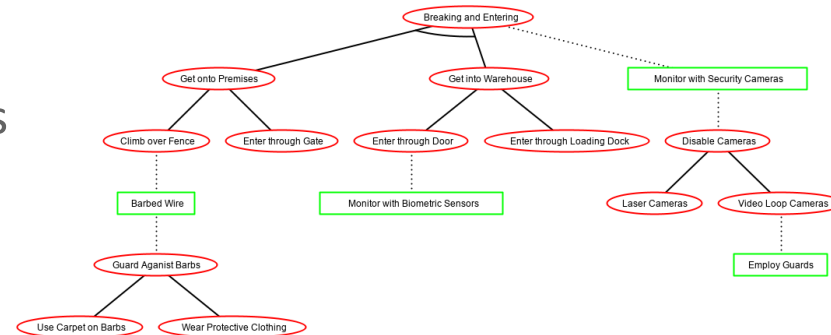 Breaking and Entering
Get onto Premises
Get into Warehouse
Monitor with Security Cameras
s
Climb over Fence
Enter through Gate
Enter through Door
Enter through Loading Dock
Disable Cameras
Barbed Wire
Monitor with Biometric Sensors
Laser Cameras
Video Loop Cameras
Guard Aganist Barbs
Employ Guards
Use Carpet on Barbs
Wear Protective Clothing